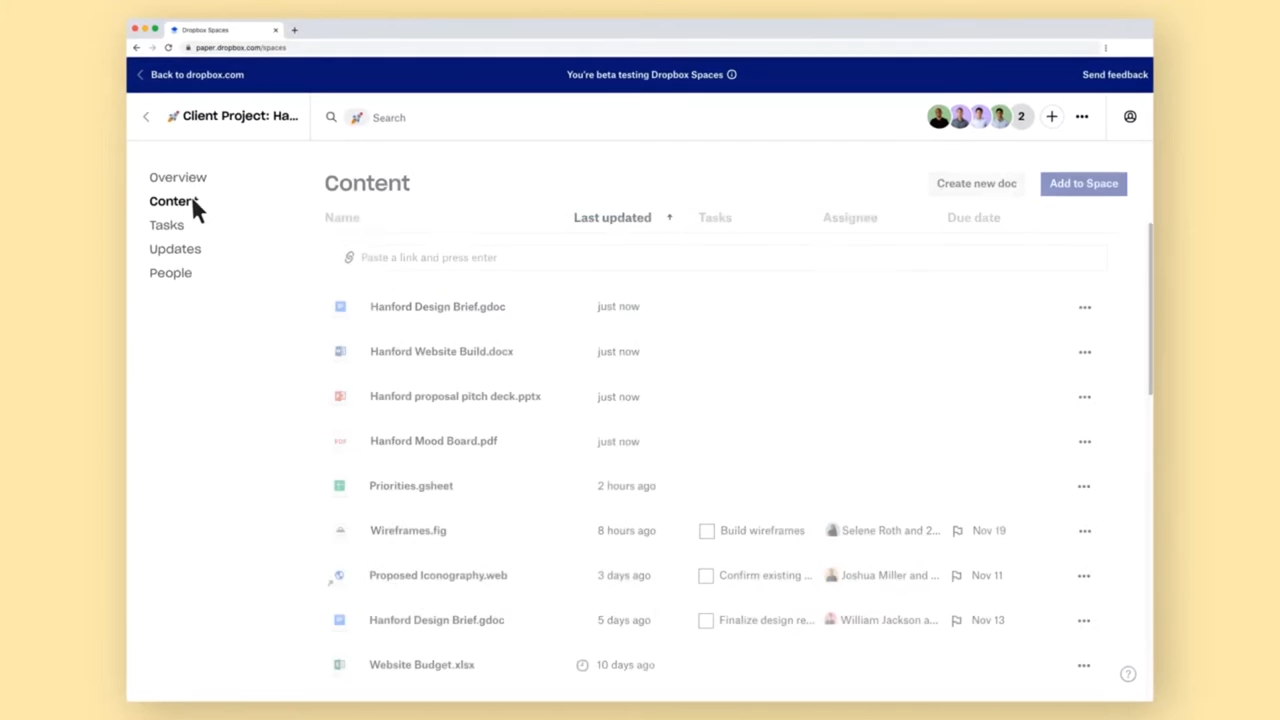 Dropbox Spaces
paper.dropbox.com/spaces
Back to dropbox.com
You're beta testing Dropbox Spaces
Send feedback
Client Project: Ha...
Search
2
Overview
Content
Tasks
Updates
People
Content
Create new doc
Add to Space
Name
Last updated
Tasks
Assignee
Due date
Paste a link and press enter
Hanford Design Brief.gdoc just now
Hanford Website Build.docx just now
Hanford proposal pitch deck.pptx just now
PDF Hanford Mood Board.pdf just now
Priorities.gsheet 2 hours ago
Wireframes.fig 8 hours ago Build wireframes Selene Roth and 2... Nov 19
Proposed Iconography.web 3 days ago Confirm existing ... Joshua Miller and ... Nov 11
Hanford Design Brief.gdoc 5 days ago Finalize design re... William Jackson a... Nov 13
Website Budget.xlsx 10 days ago